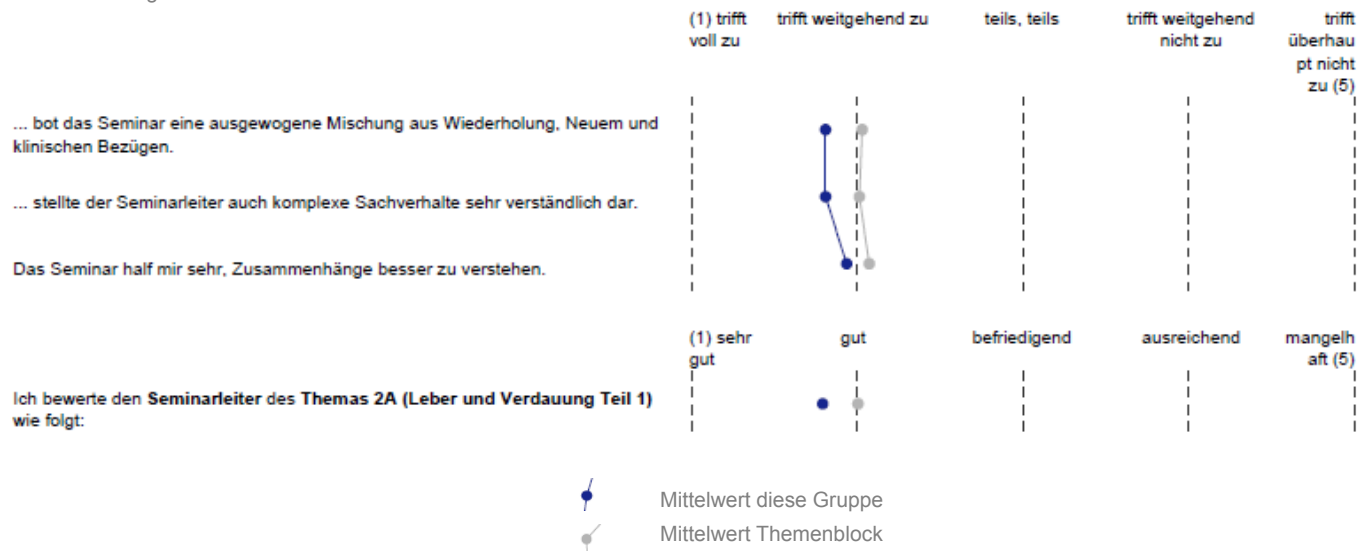 (1) trifft voll zu
trifft weitgehend zu
teils, teils
trifft weitgehend nicht zu
trifft überhau pt nicht zu (5)
... bot das Seminar eine ausgewogene Mischung aus Wiederholung, Neuem und
klinischen Bezügen.
... stellte der Seminarleiter auch komplexe Sachverhalte sehr verständlich dar.
Das Seminar half mir sehr, Zusammenhänge besser zu verstehen.
(1) sehr gut
gut
befriedigend
ausreichend
mangelh aft (5)
Ich bewerte den Seminarleiter des Themas 2A (Leber und Verdauung Teil 1)
wie folgt:
Mittelwert diese Gruppe
Mittelwert Themenblock